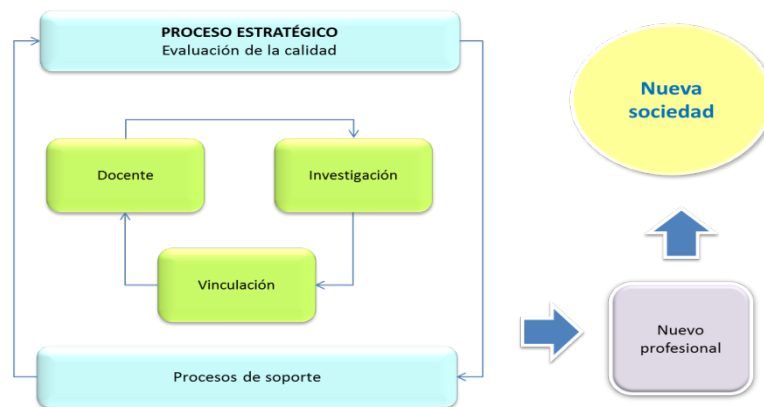 PROCESO ESTRATÉGICO
Evaluación de la calidad
Nueva
sociedad
Docente
Investigación
Vinculación
Nuevo
profesional
Procesos de soporte